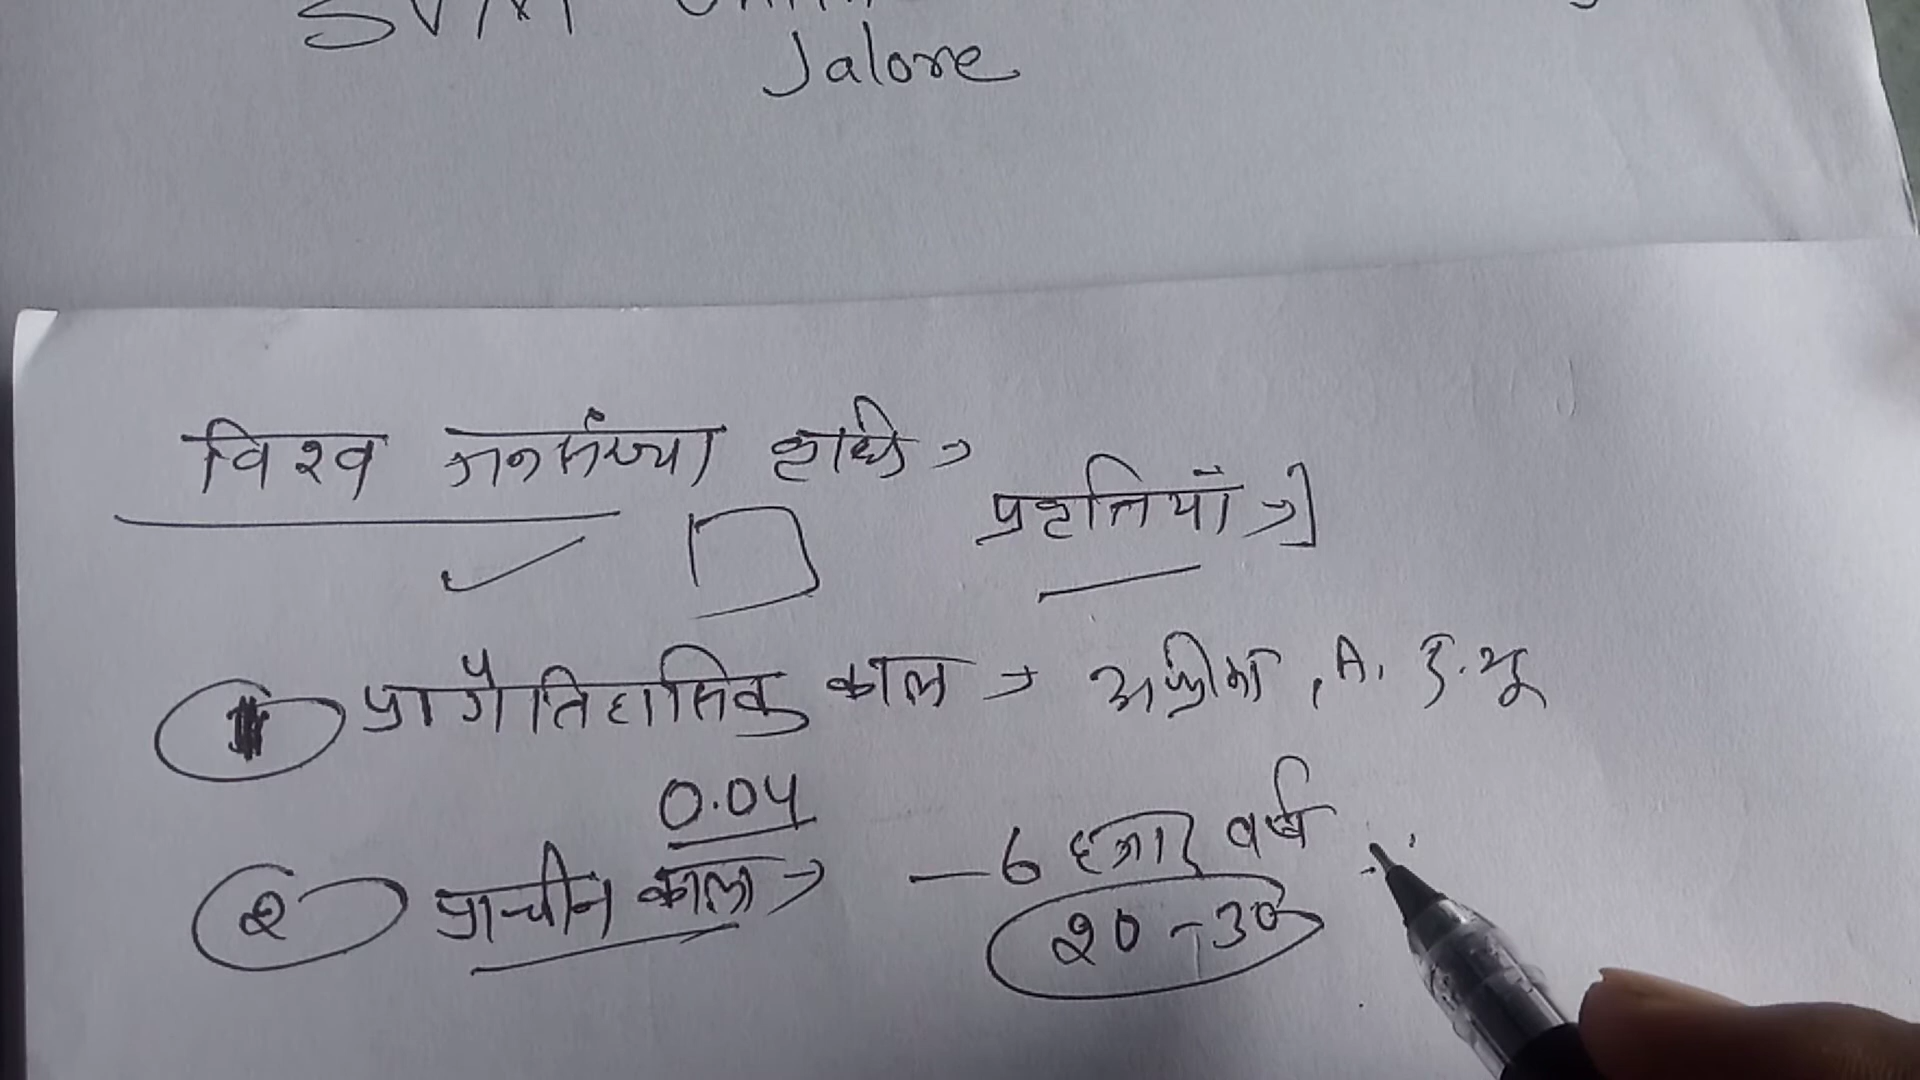 Jalore
विश्व जनसंख्या वृद्धि →
प्रवृत्तियाँ →]
1 प्रागैतिहासिक काल → अफ्रीका, A. ई.पू
0.04
2 प्राचीन काल → — 6 हजार वर्ष
20-30